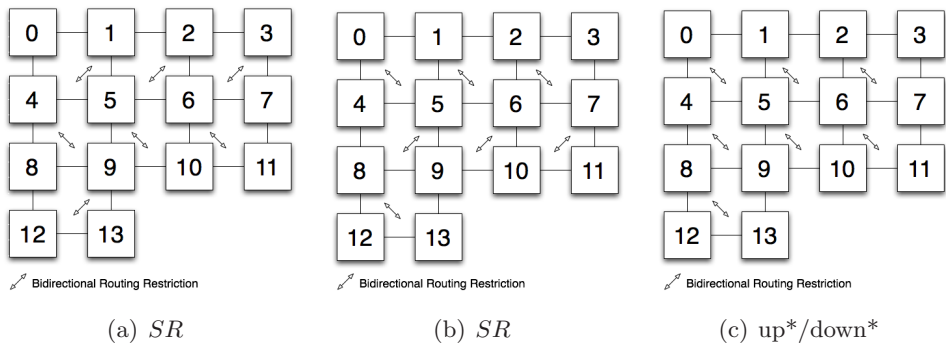 0 1 2 3
4 5 6 7
8 9 10 11
12 13
Bidirectional Routing Restriction
(a) SR
0 1 2 3
4 5 6 7
8 9 10 11
12 13
Bidirectional Routing Restriction
(b) SR
0 1 2 3
4 5 6 7
8 9 10 11
12 13
Bidirectional Routing Restriction
(c) up*/down*